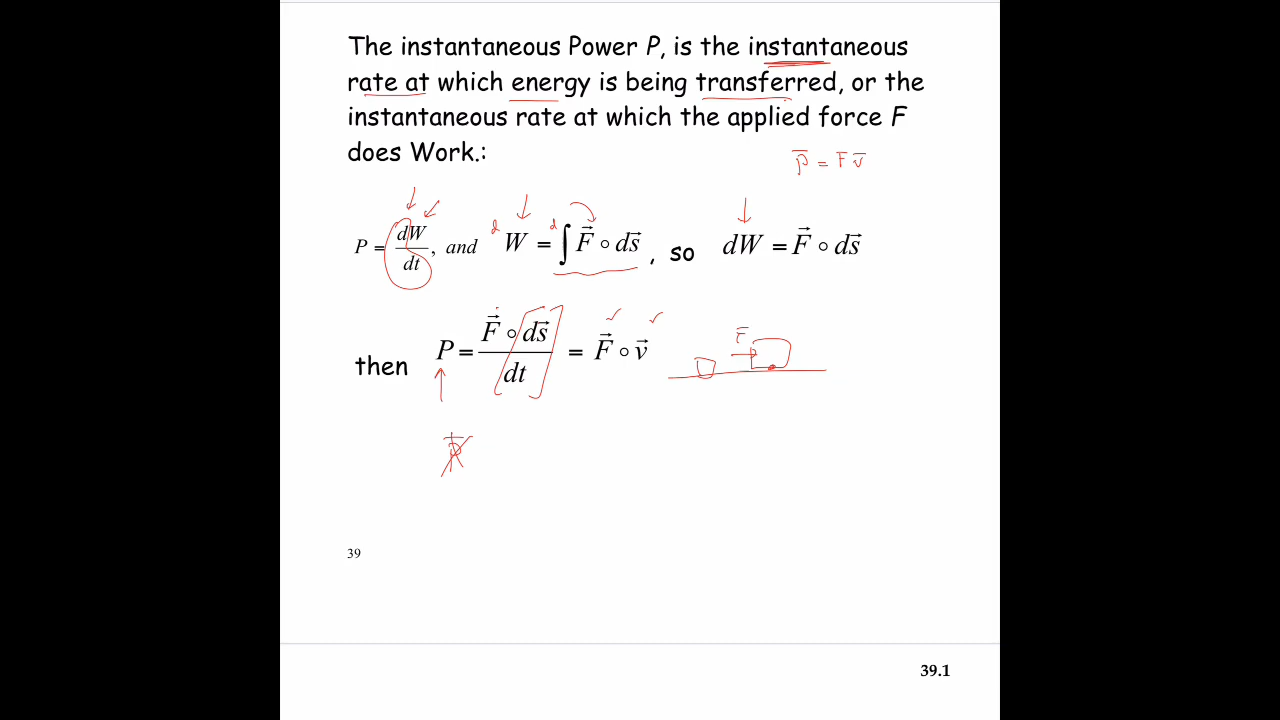 The instantaneous Power P, is the instantaneous
rate at which energy is being transferred, or the
instantaneous rate at which the applied force F
does Work.:
P̅ = F̅ v̅
P = dW/dt, and d W = d ∫ F⃗ ∘ ds⃗ , so dW = F⃗ ∘ ds⃗
then P = F⃗ ∘ ds⃗ / dt = F⃗ ∘ v⃗
F̅
39
39.1